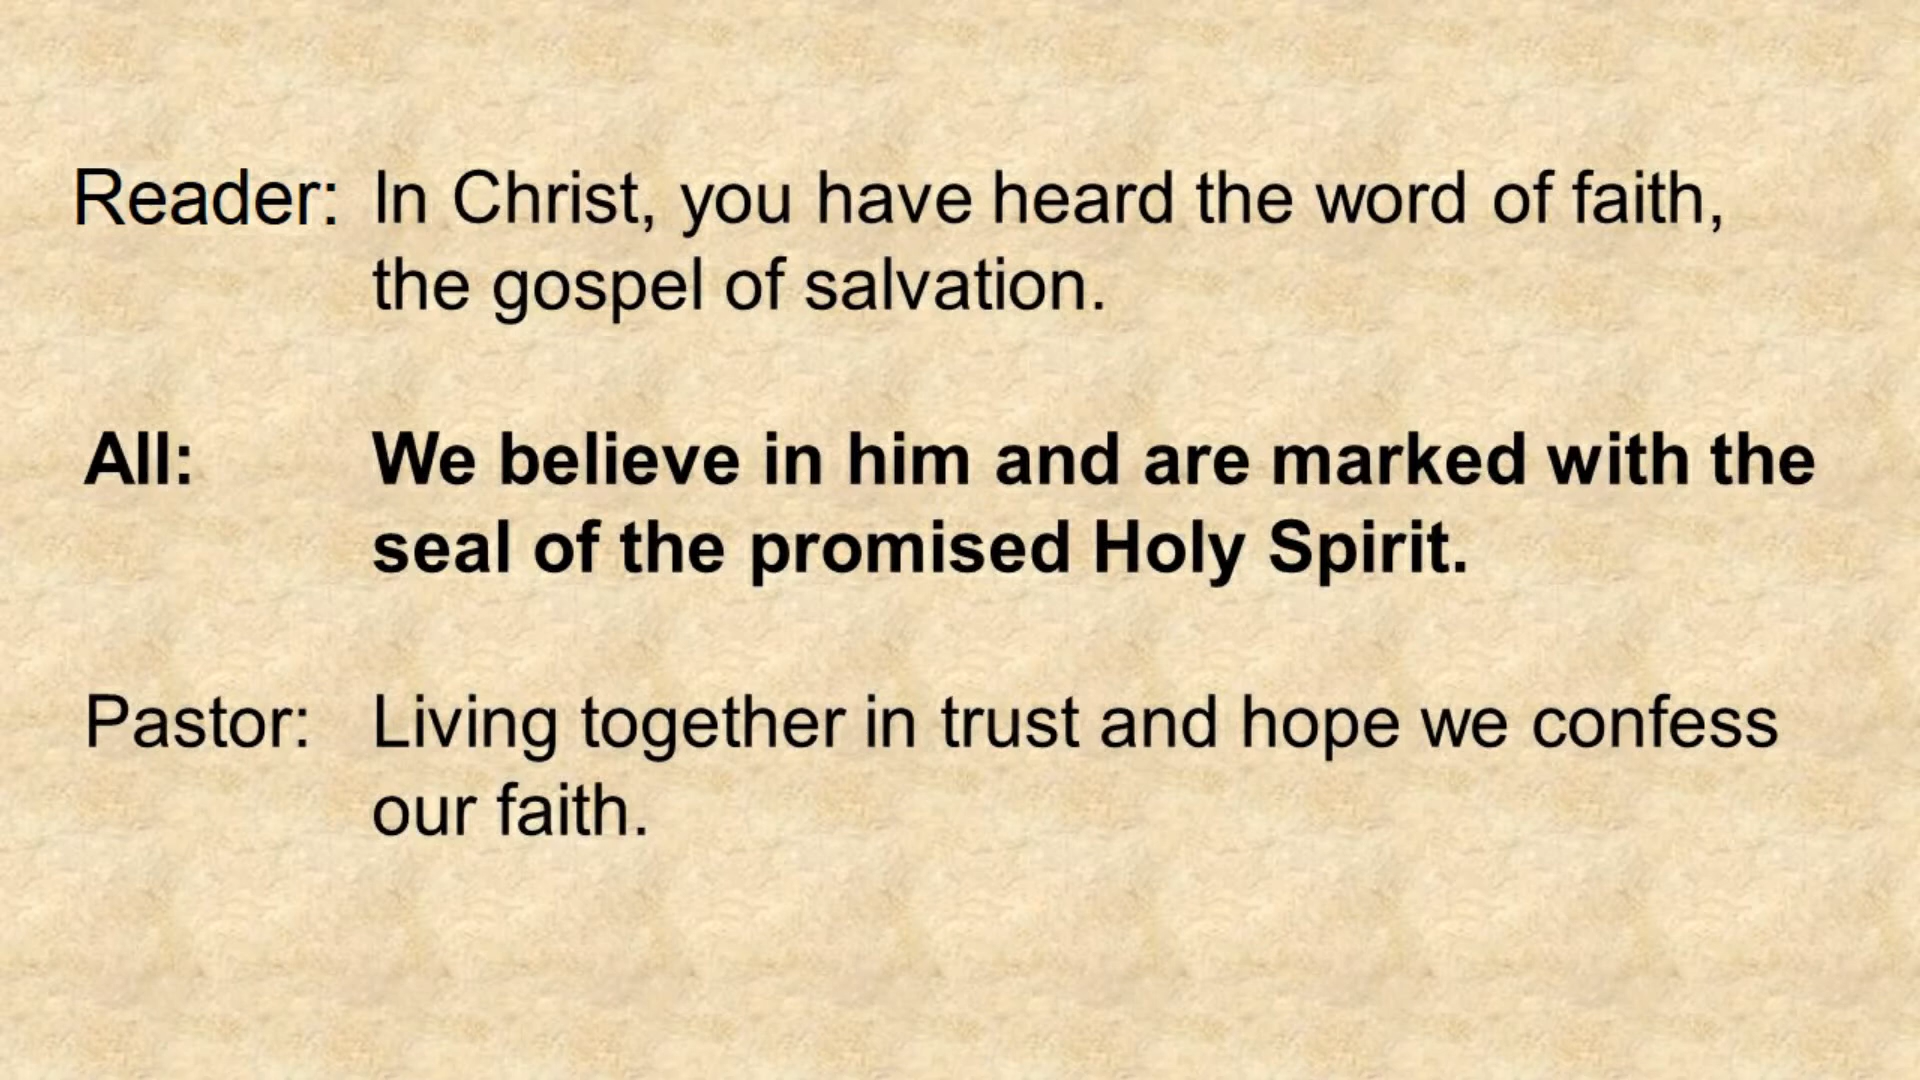 Reader: In Christ, you have heard the word of faith,
the gospel of salvation.
All: We believe in him and are marked with the
seal of the promised Holy Spirit.
Pastor: Living together in trust and hope we confess
our faith.